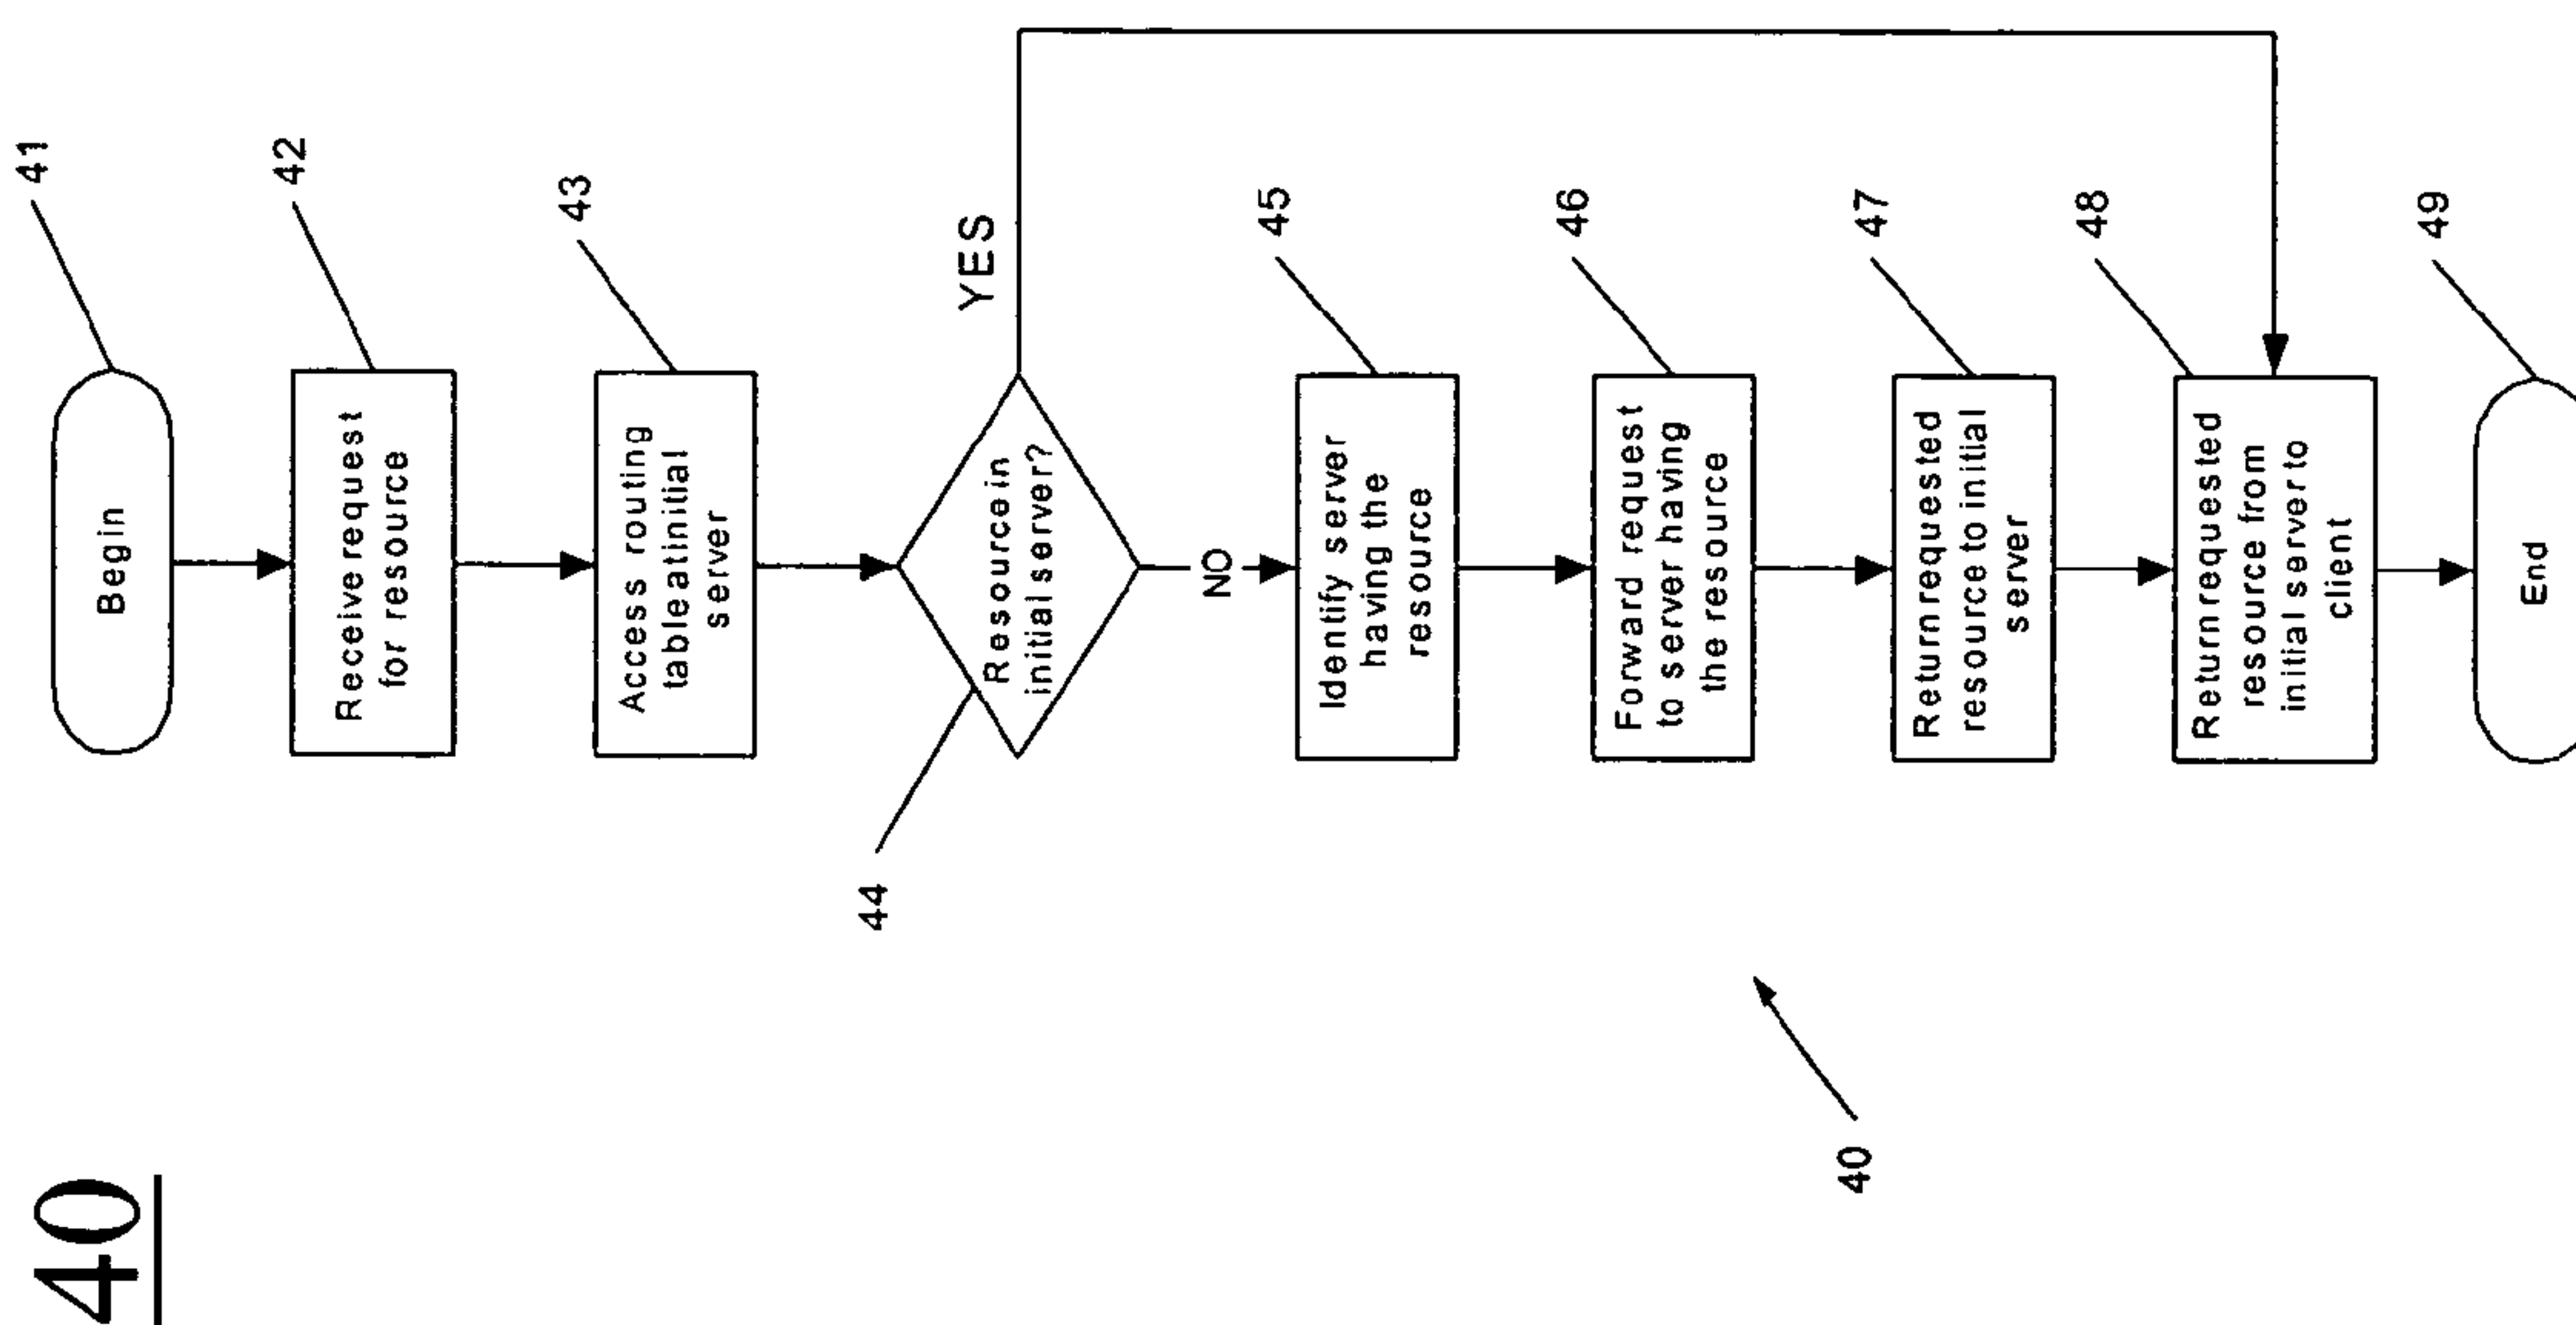 40
41
Begin
42
Receive request
for resource
43
Access routing
table at initial
server
44
Resource in
initial server?
YES
NO
45
Identify server
having the
resource
46
Forward request
to server having
the resource
47
Return requested
resource to initial
server
48
Return requested
resource from
initial server to
client
49
End
40